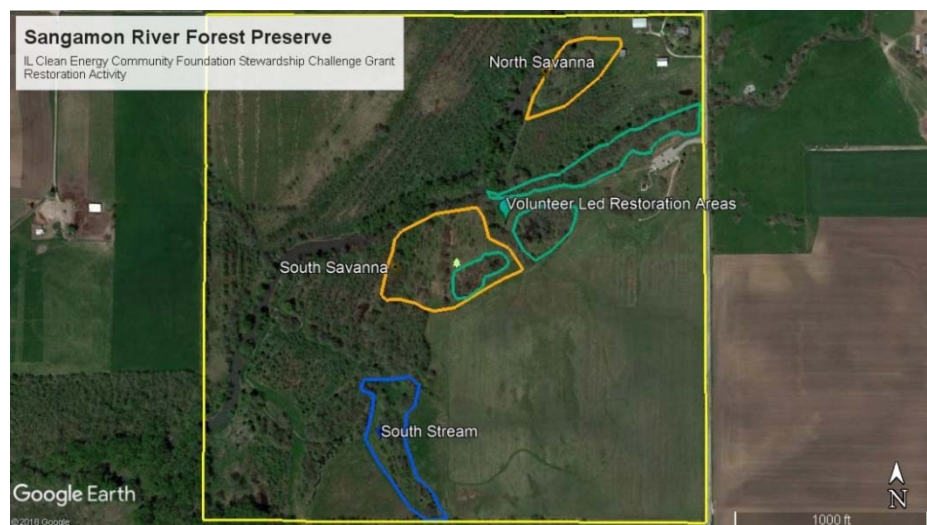 Sangamon River Forest Preserve
IL Clean Energy Community Foundation Stewardship Challenge Grant
Restoration Activity
North Savanna
Volunteer Led Restoration Areas
South Savanna
South Stream
Google Earth
©2018 Google
N
1000 ft